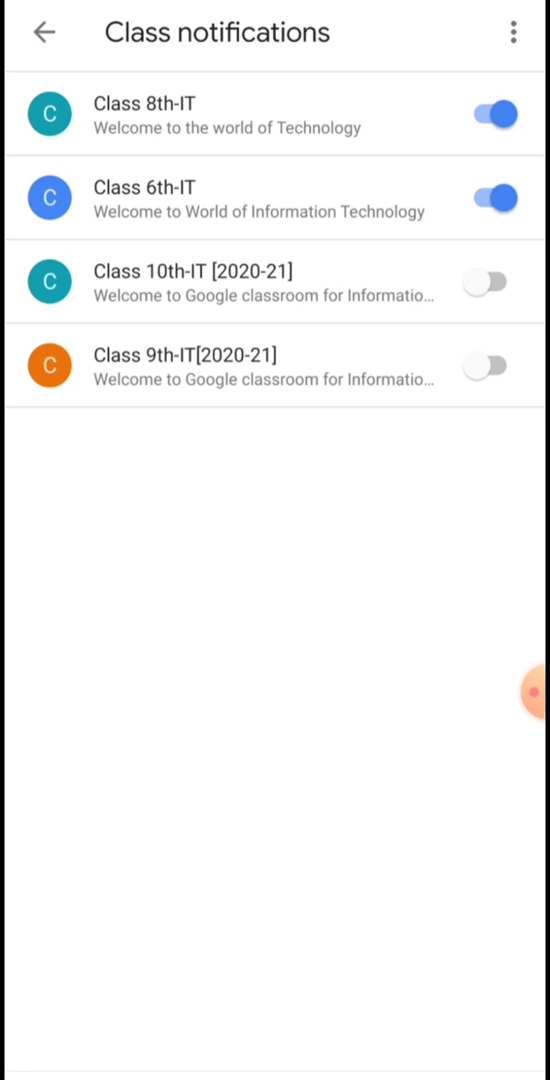 Class notifications
C
Class 8th-IT
Welcome to the world of Technology
C
Class 6th-IT
Welcome to World of Information Technology
C
Class 10th-IT [2020-21]
Welcome to Google classroom for Informatio...
C
Class 9th-IT[2020-21]
Welcome to Google classroom for Informatio...